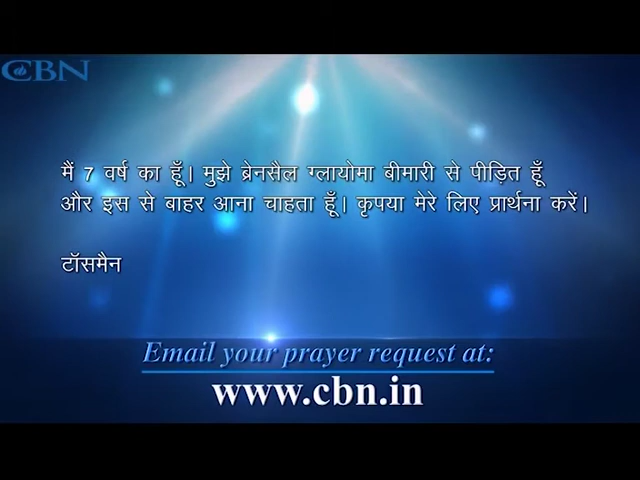 CBN
मैं 7 वर्ष का हूँ। मुझे ब्रेनसैल ग्लायोमा बीमारी से पीड़ित हूँ
और इस से बाहर आना चाहता हूँ। कृपया मेरे लिए प्रार्थना करें।
टॉसमैन
Email your prayer request at:
www.cbn.in